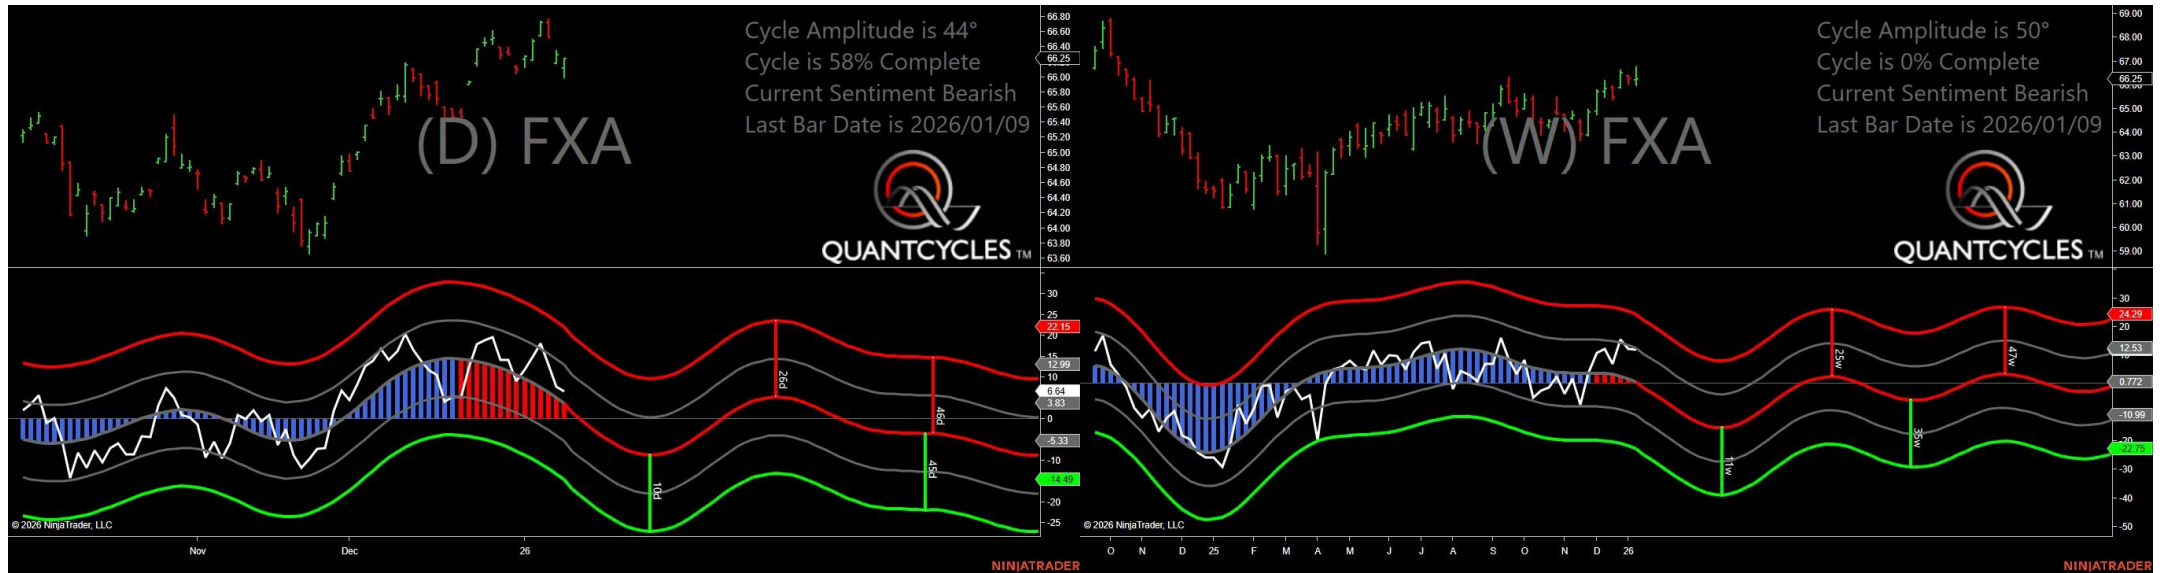 Cycle Amplitude is 44°
Cycle is 58% Complete
Current Sentiment Bearish
Last Bar Date is 2026/01/09
(D) FXA
QUANTCYCLES TM
66.80
66.60
66.40
66.25
66.00
65.80
65.60
65.40
65.20
65.00
64.80
64.60
64.40
64.20
64.00
63.80
63.60
30
25
22.15
20
15
12.99
10
6.64
3.83
0
-5.33
-10
-14.49
-20
-25
10d
26d
45d
46d
© 2026 NinjaTrader, LLC
Nov
Dec
26
NINJATRADER
Cycle Amplitude is 50°
Cycle is 0% Complete
Current Sentiment Bearish
Last Bar Date is 2026/01/09
(W) FXA
QUANTCYCLES TM
69.00
68.00
67.00
66.25
65.00
64.00
63.00
62.00
61.00
60.00
59.00
30
24.29
20
12.53
0.772
-10.99
-20
-22.75
-30
-40
-50
11w
25w
35w
47w
© 2026 NinjaTrader, LLC
O
N
D
25
F
M
A
M
J
J
A
S
O
N
D
26
NINJATRADER